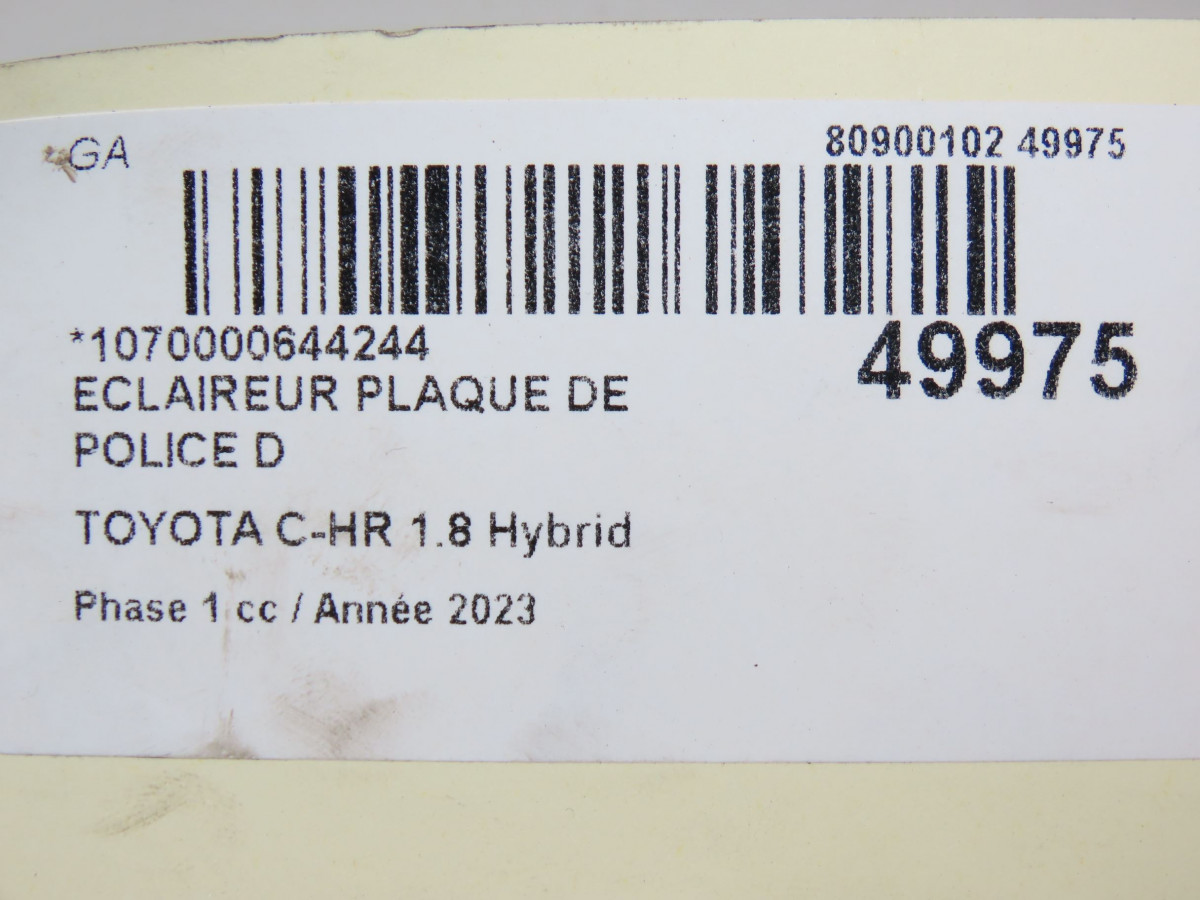 *GA
80900102 49975
*1070000644244
49975
ECLAIREUR PLAQUE DE
POLICE D
TOYOTA C-HR 1.8 Hybrid
Phase 1 cc / Année 2023